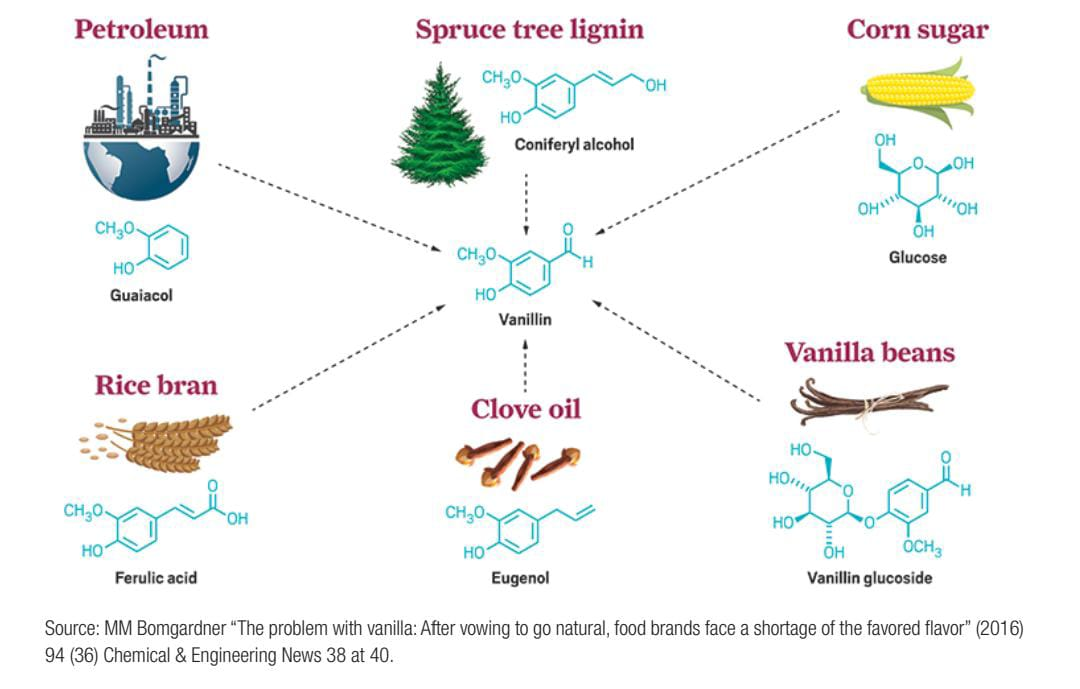 Petroleum
CH3O
HO
Guaiacol
Spruce tree lignin
CH3O
OH
HO
Coniferyl alcohol
Corn sugar
OH
O
OH
OH
OH
OH
Glucose
O
CH3O
H
HO
Vanillin
Rice bran
O
CH3O
OH
HO
Ferulic acid
Clove oil
CH3O
HO
Eugenol
Vanilla beans
HO
O
HO
O
H
HO
O
OH
OCH3
Vanillin glucoside
Source: MM Bomgardner “The problem with vanilla: After vowing to go natural, food brands face a shortage of the favored flavor” (2016)
94 (36) Chemical & Engineering News 38 at 40.